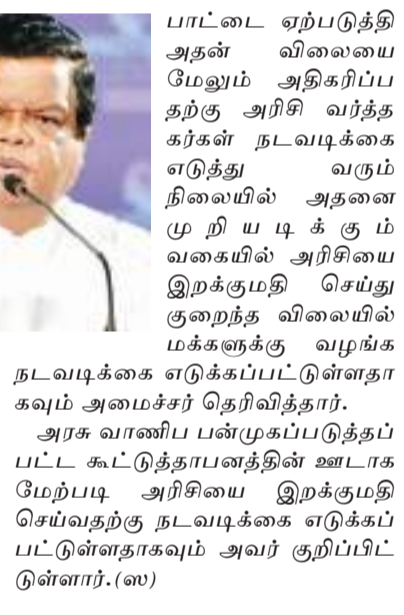 பாட்டை ஏற்படுத்தி
அதன் விலையை
மேலும் அதிகரிப்ப
தற்கு அரிசி வர்த்த
கர்கள் நடவடிக்கை
எடுத்து வரும்
நிலையில் அதனை
மு றி ய டி க் கு ம்
வகையில் அரிசியை
இறக்குமதி செய்து
குறைந்த விலையில்
மக்களுக்கு வழங்க
நடவடிக்கை எடுக்கப்பட்டுள்ளதா
கவும் அமைச்சர் தெரிவித்தார்.
அரசு வாணிப பன்முகப்படுத்தப்
பட்ட கூட்டுத்தாபனத்தின் ஊடாக
மேற்படி அரிசியை இறக்குமதி
செய்வதற்கு நடவடிக்கை எடுக்கப்
பட்டுள்ளதாகவும் அவர் குறிப்பிட்
டுள்ளார்.(ஸ)